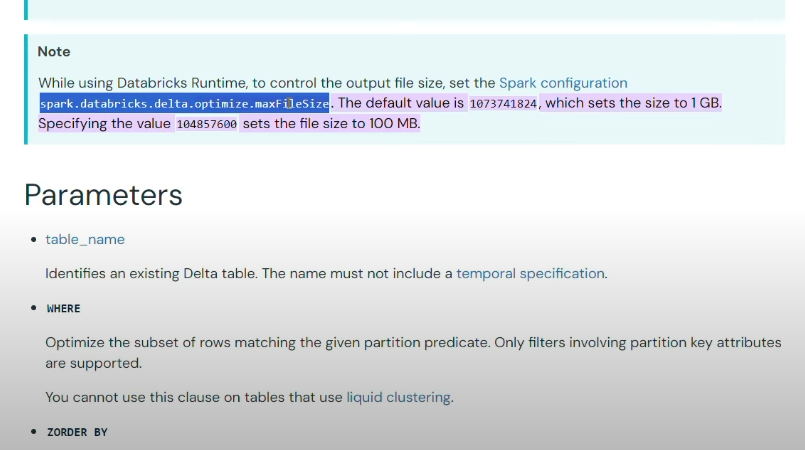 Note
While using Databricks Runtime, to control the output file size, set the Spark configuration
spark.databricks.delta.optimize.maxFileSize. The default value is 1073741824, which sets the size to 1 GB.
Specifying the value 104857600 sets the file size to 100 MB.
Parameters
• table_name
Identifies an existing Delta table. The name must not include a temporal specification.
• WHERE
Optimize the subset of rows matching the given partition predicate. Only filters involving partition key attributes
are supported.
You cannot use this clause on tables that use liquid clustering.
• ZORDER BY